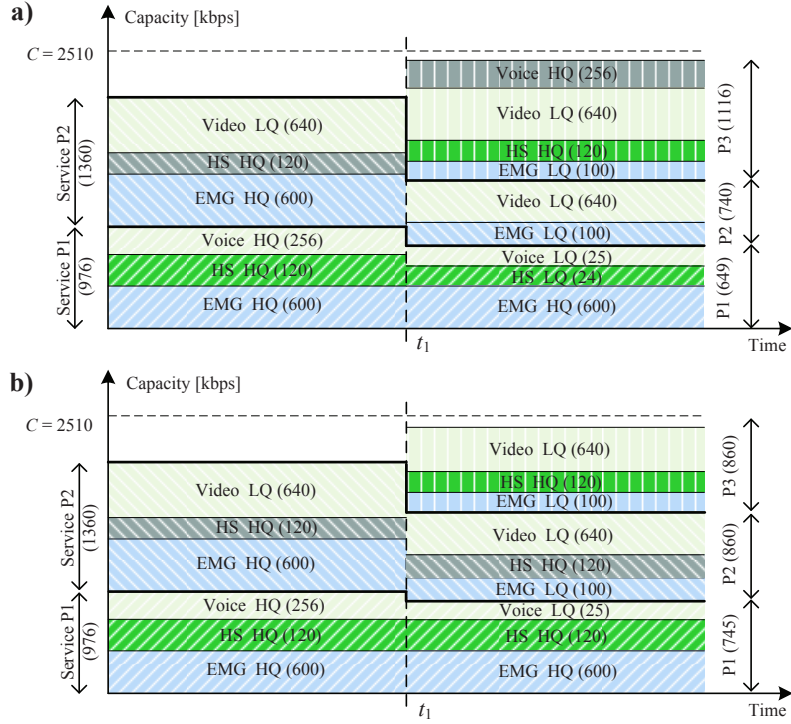 a)
Capacity [kbps]
C = 2510
Voice HQ (256)
Video LQ (640)
Video LQ (640)
HS HQ (120)
HS HQ (120)
EMG LQ (100)
EMG HQ (600)
Video LQ (640)
EMG LQ (100)
Voice HQ (256)
Voice LQ (25)
HS HQ (120)
HS LQ (24)
EMG HQ (600)
EMG HQ (600)
Service P2
(1360)
Service P1
(976)
P3 (1116)
P2 (740)
P1 (649)
t1
Time
b)
Capacity [kbps]
C = 2510
Video LQ (640)
Video LQ (640)
HS HQ (120)
EMG LQ (100)
HS HQ (120)
EMG HQ (600)
Video LQ (640)
HS HQ (120)
EMG LQ (100)
Voice HQ (256)
Voice LQ (25)
HS HQ (120)
HS HQ (120)
EMG HQ (600)
EMG HQ (600)
Service P2
(1360)
Service P1
(976)
P3 (860)
P2 (860)
P1 (745)
t1
Time